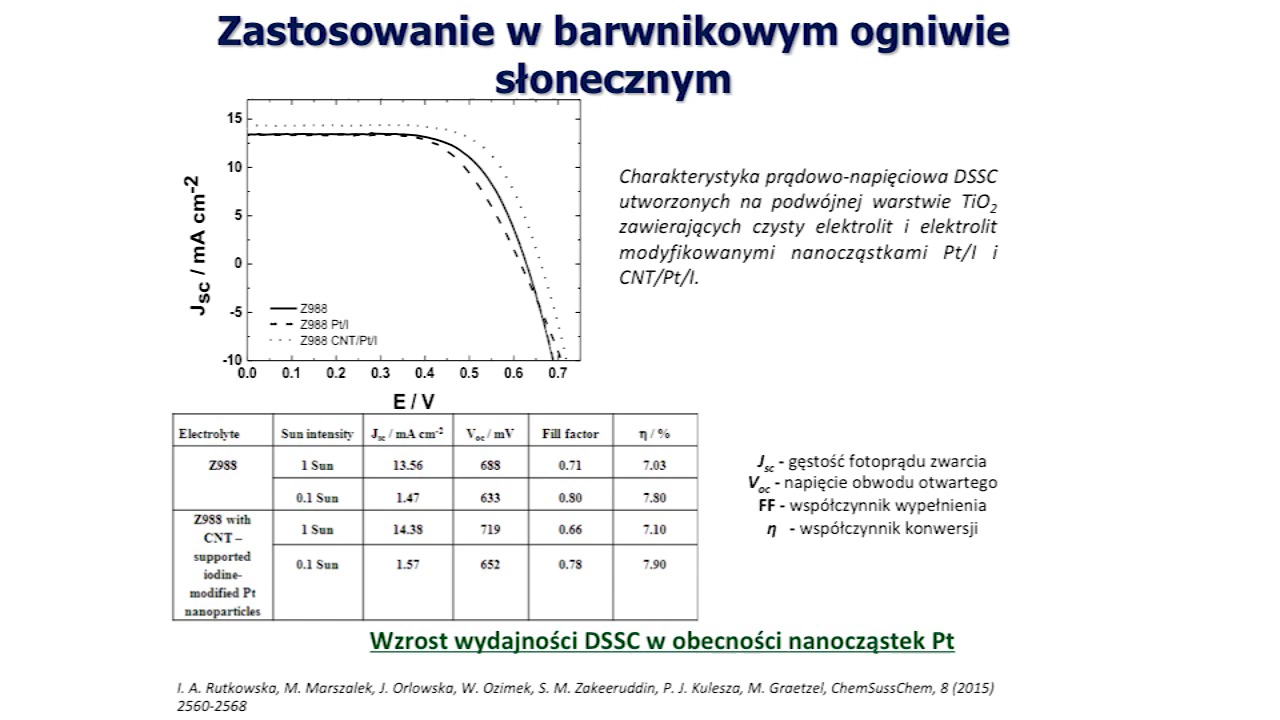 Zastosowanie w barwnikowym ogniwie
słonecznym
15
10
5
0
-5
-10
0.0 0.1 0.2 0.3 0.4 0.5 0.6 0.7
Jsc / mA cm-2
E / V
Z988
Z988 Pt/I
Z988 CNT/Pt/I
Charakterystyka prądowo-napięciowa DSSC
utworzonych na podwójnej warstwie TiO2
zawierających czysty elektrolit i elektrolit
modyfikowanymi nanocząstkami Pt/I i
CNT/Pt/I.
Electrolyte Sun intensity Jsc / mA cm-2 Voc / mV Fill factor η / %
Z988 1 Sun 13.56 688 0.71 7.03
0.1 Sun 1.47 633 0.80 7.80
Z988 with
CNT –
supported
iodine-
modified Pt
nanoparticles
1 Sun 14.38 719 0.66 7.10
0.1 Sun 1.57 652 0.78 7.90
Jsc - gęstość fotoprądu zwarcia
Voc - napięcie obwodu otwartego
FF - współczynnik wypełnienia
η - współczynnik konwersji
Wzrost wydajności DSSC w obecności nanocząstek Pt
I. A. Rutkowska, M. Marszalek, J. Orlowska, W. Ozimek, S. M. Zakeeruddin, P. J. Kulesza, M. Graetzel, ChemSussChem, 8 (2015)
2560-2568